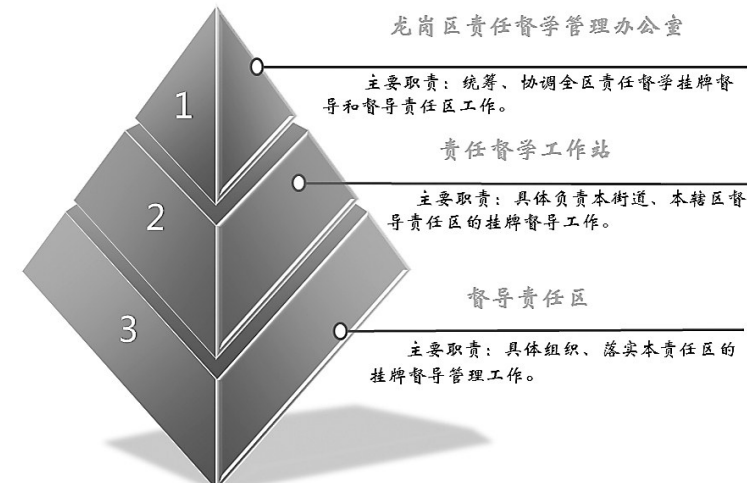 龙岗区责任督学管理办公室
1
主要职责：统筹、协调全区责任督学挂牌督
导和督导责任区工作。
责任督学工作站
2
主要职责：具体负责本街道、本辖区督
导责任区的挂牌督导工作。
督导责任区
3
主要职责：具体组织、落实本责任区的
挂牌督导管理工作。